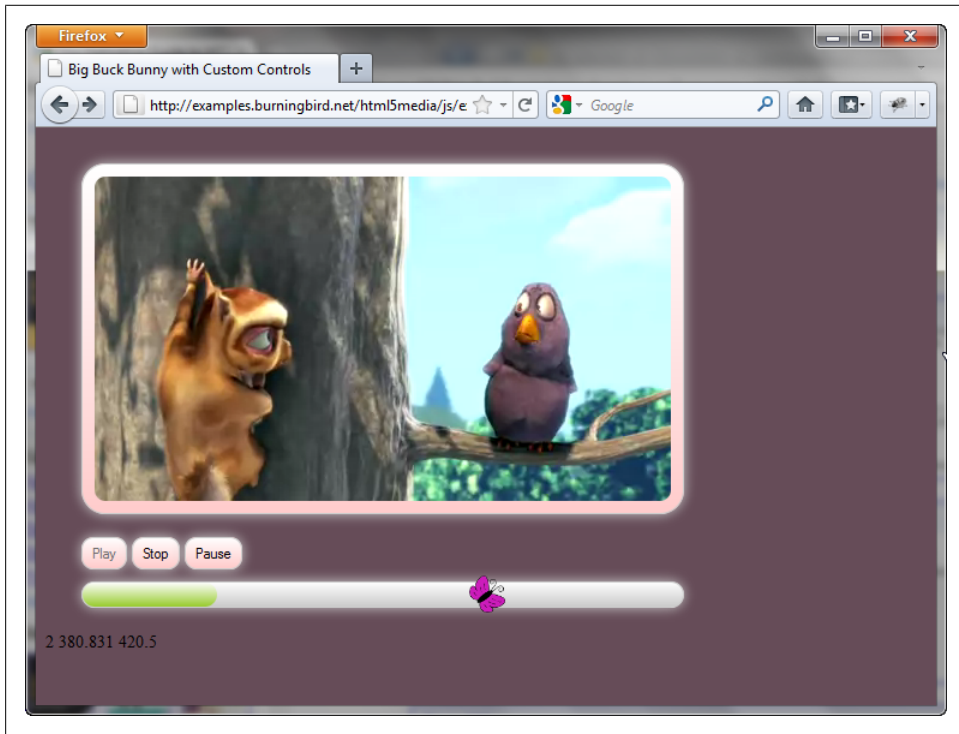 Firefox
Big Buck Bunny with Custom Controls
http://examples.burningbird.net/html5media/js/e
Google
Play Stop Pause
2 380.831 420.5